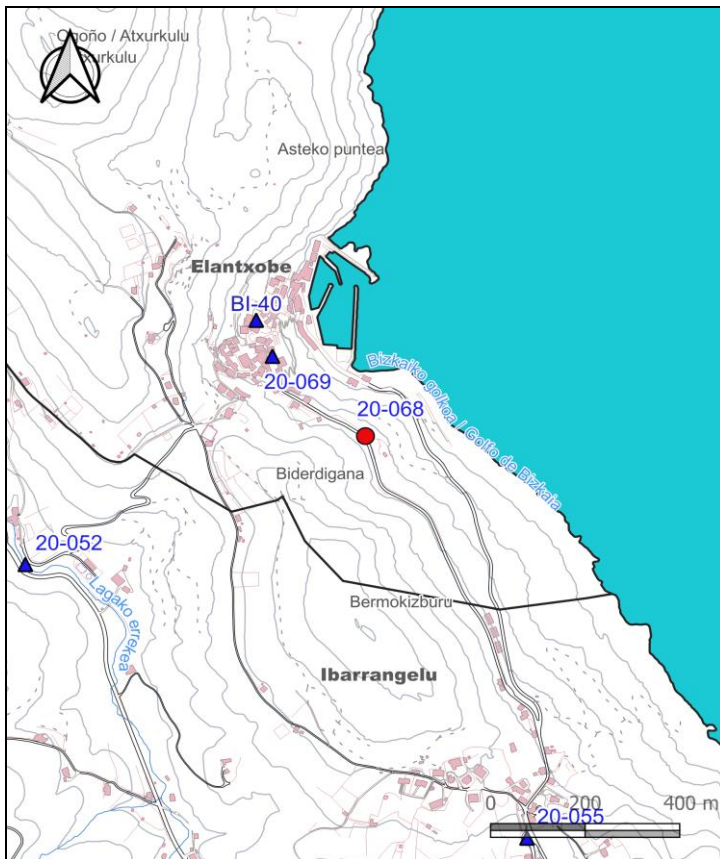 Ogoño / Atxurkulu
Asteko puntea
Elantxobe
BI-40
20-069
20-068
Bizkaiko golkoa / Golfo de Bizkaia
Biderdigana
20-052
Lagako errekea
Bermokizburu
Ibarrangelu
0 200 400 m
20-055